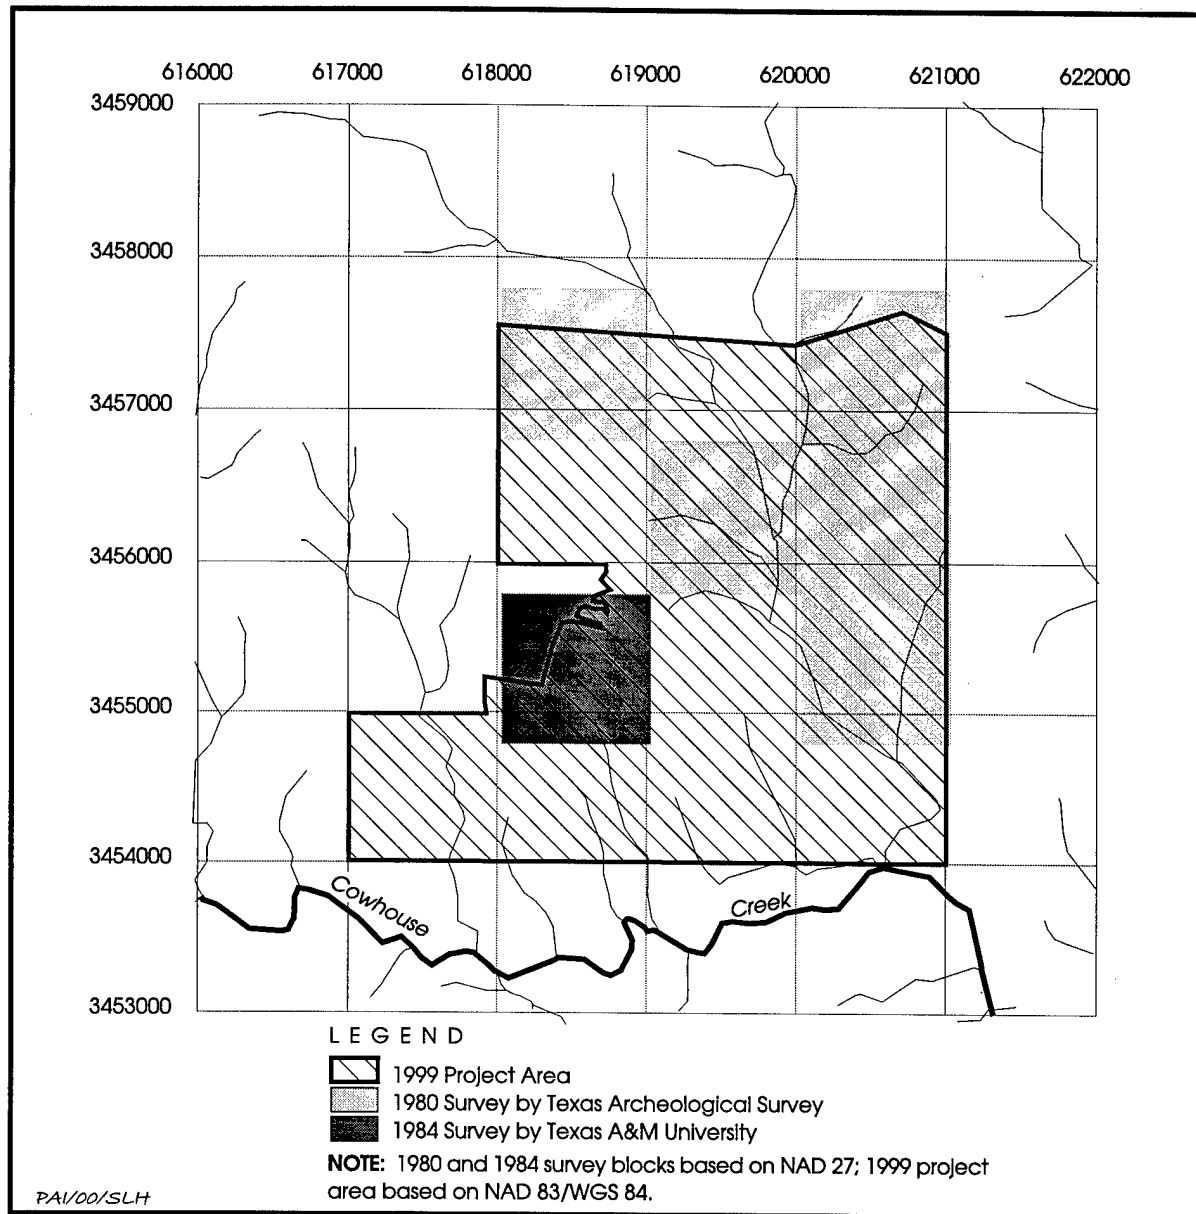 616000 617000 618000 619000 620000 621000 622000
3459000
3458000
3457000
3456000
3455000
3454000
3453000
Cowhouse Creek
LEGEND
1999 Project Area
1980 Survey by Texas Archeological Survey
1984 Survey by Texas A&M University
NOTE: 1980 and 1984 survey blocks based on NAD 27; 1999 project
area based on NAD 83/WGS 84.
PAI/00/SLH